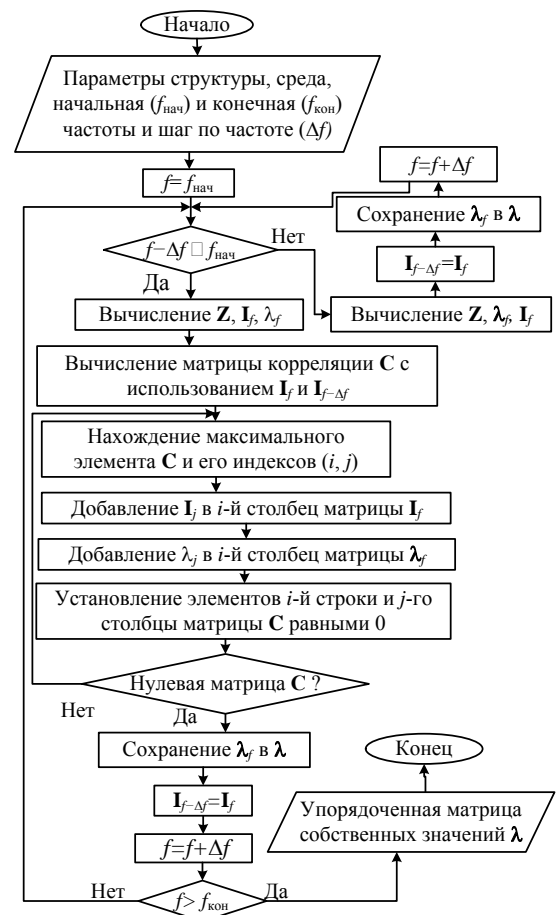 Начало
Параметры структуры, среда,
начальная (fнач) и конечная (fкон)
частоты и шаг по частоте (Δf)
f=fнач
f−Δf□fнач
Нет
Да
Вычисление Z, λf, If
If−Δf=If
Сохранение λf в λ
f=f+Δf
Вычисление Z, If, λf
Вычисление матрицы корреляции C с
использованием If и If−Δf
Нахождение максимального
элемента C и его индексов (i, j)
Добавление Ij в i-й столбец матрицы If
Добавление λj в i-й столбец матрицы λf
Установление элементов i-й строки и j-го
столбцы матрицы C равными 0
Нулевая матрица C ?
Нет
Да
Сохранение λf в λ
If−Δf=If
f=f+Δf
f> fкон
Нет
Да
Упорядоченная матрица
собственных значений λ
Конец